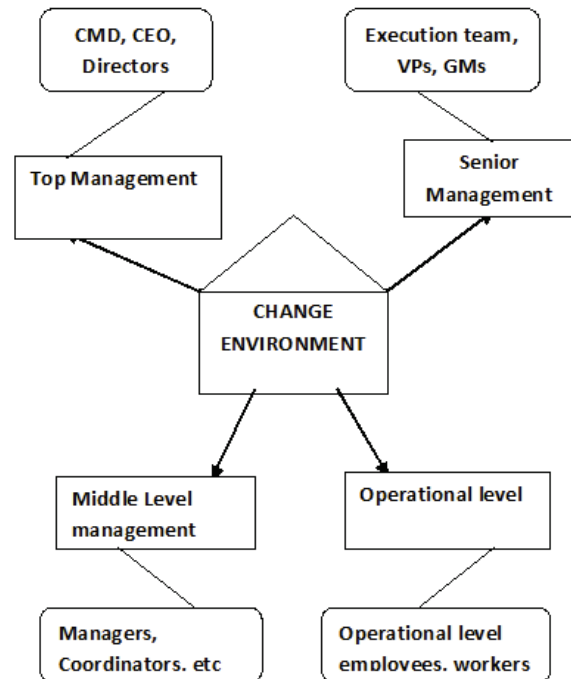 CMD, CEO,
Directors
Execution team,
VPs, GMs
Top Management
Senior
Management
CHANGE
ENVIRONMENT
Middle Level
management
Operational level
Managers,
Coordinators. etc
Operational level
employees. workers